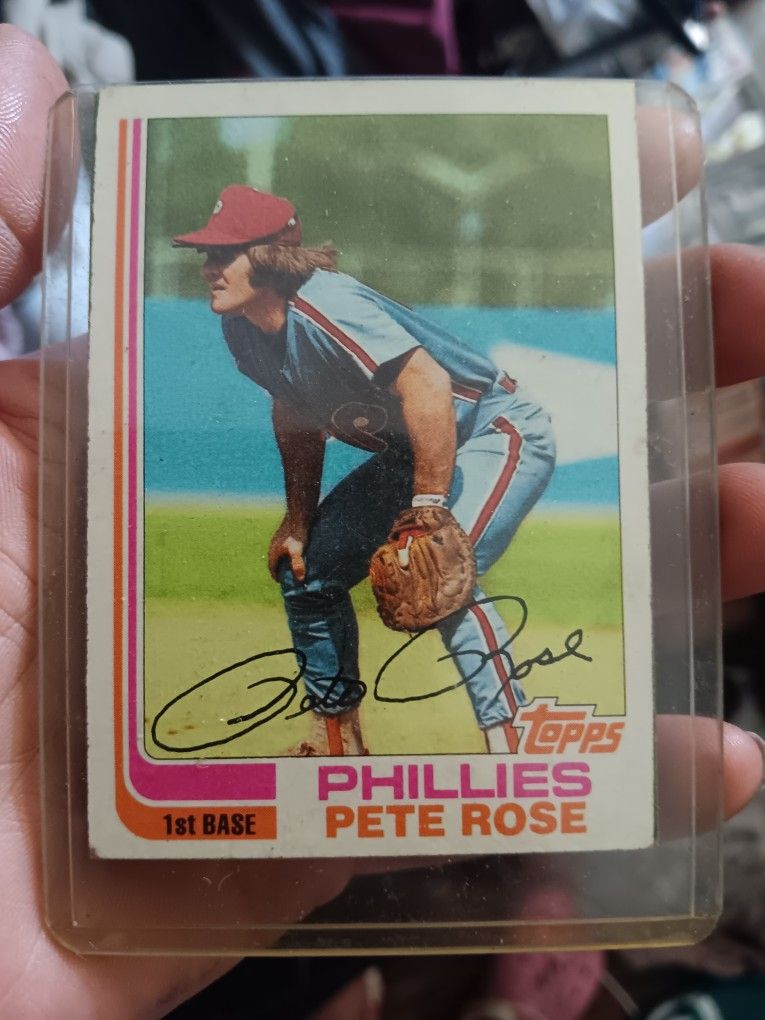 P
Pete Rose
Topps
PHILLIES
1st BASE
PETE ROSE